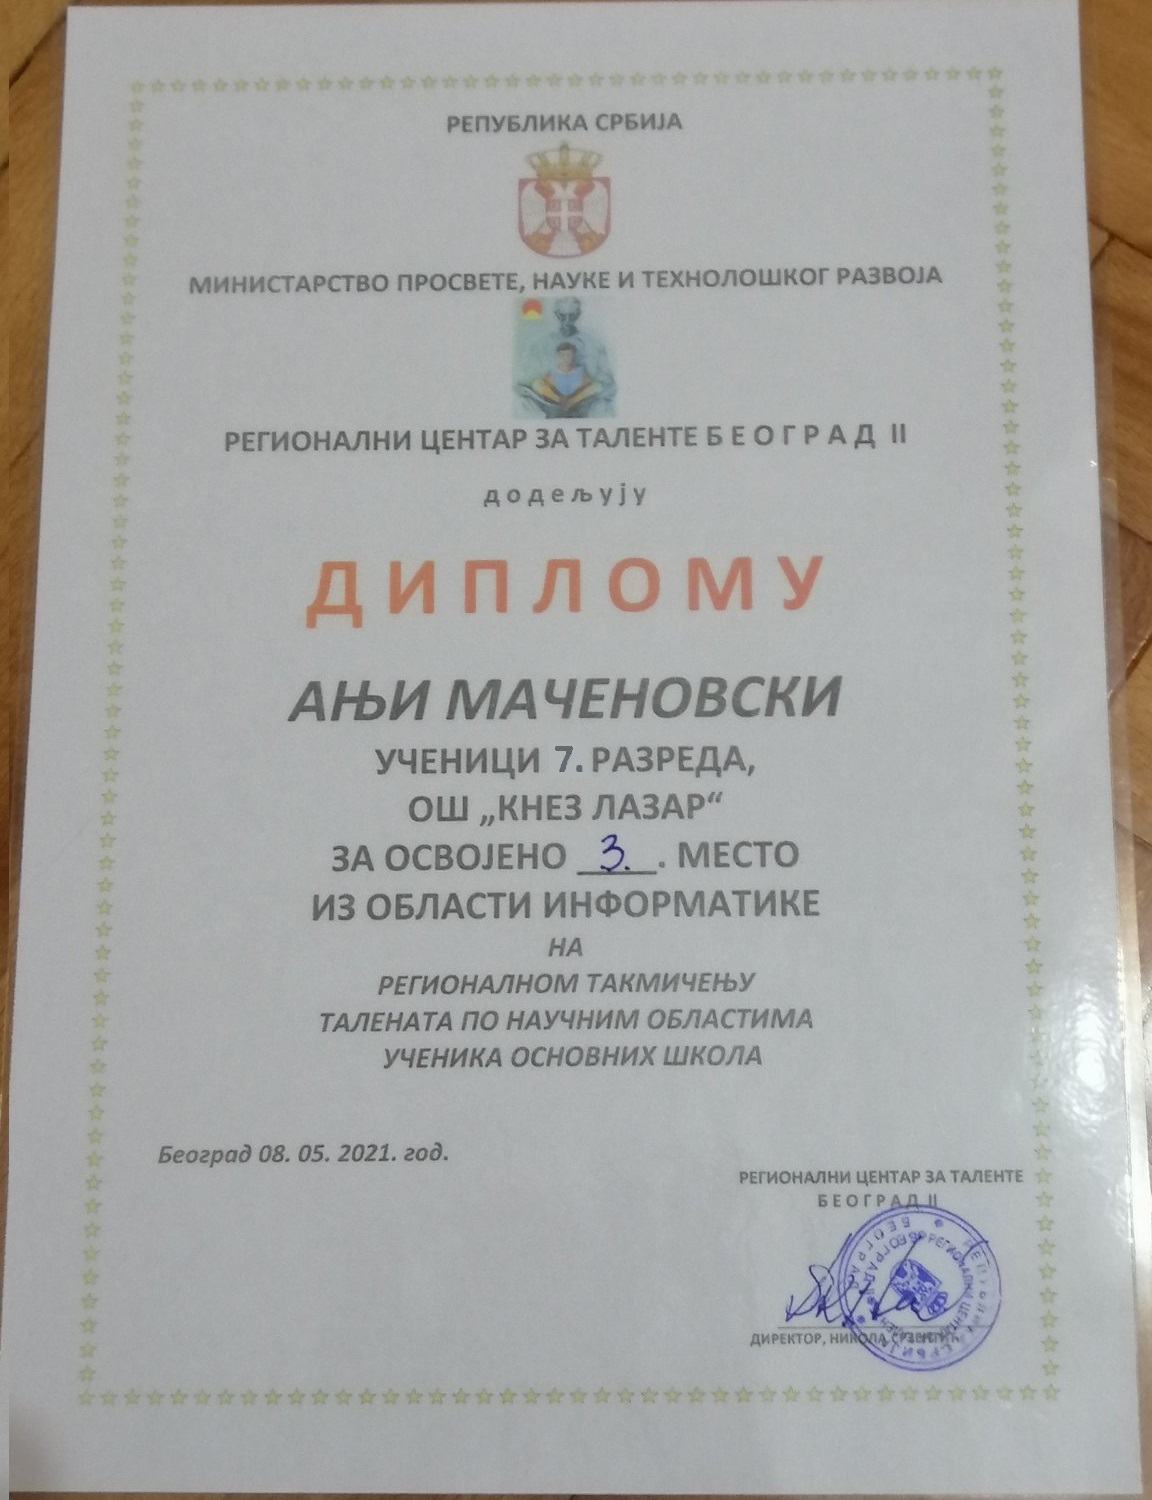 РЕПУБЛИКА СРБИЈА
МИНИСТАРСТВО ПРОСВЕТЕ, НАУКЕ И ТЕХНОЛОШКОГ РАЗВОЈА
РЕГИОНАЛНИ ЦЕНТАР ЗА ТАЛЕНТЕ Б Е О Г Р А Д II
д о д е љ у ј у
Д И П Л О М У
АЊИ МАЧЕНОВСКИ
УЧЕНИЦИ 7. РАЗРЕДА,
ОШ „КНЕЗ ЛАЗАР“
ЗА ОСВОЈЕНО 3. . МЕСТО
ИЗ ОБЛАСТИ ИНФОРМАТИКЕ
НА
РЕГИОНАЛНОМ ТАКМИЧЕЊУ
ТАЛЕНАТА ПО НАУЧНИМ ОБЛАСТИМА
УЧЕНИКА ОСНОВНИХ ШКОЛА
Београд 08. 05. 2021. год.
РЕГИОНАЛНИ ЦЕНТАР ЗА ТАЛЕНТЕ
Б Е О Г Р А Д II
ДИРЕКТОР, НИКОЛА